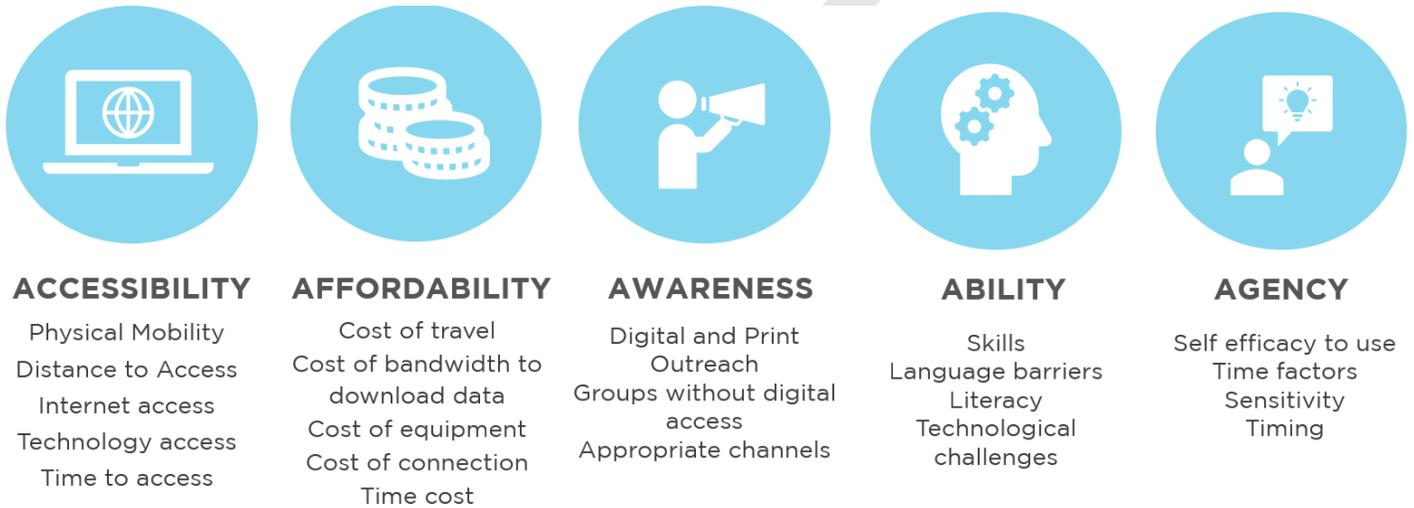 ACCESSIBILITY
Physical Mobility
Distance to Access
Internet access
Technology access
Time to access
AFFORDABILITY
Cost of travel
Cost of bandwidth to
download data
Cost of equipment
Cost of connection
Time cost
AWARENESS
Digital and Print
Outreach
Groups without digital
access
Appropriate channels
ABILITY
Skills
Language barriers
Literacy
Technological
challenges
AGENCY
Self efficacy to use
Time factors
Sensitivity
Timing